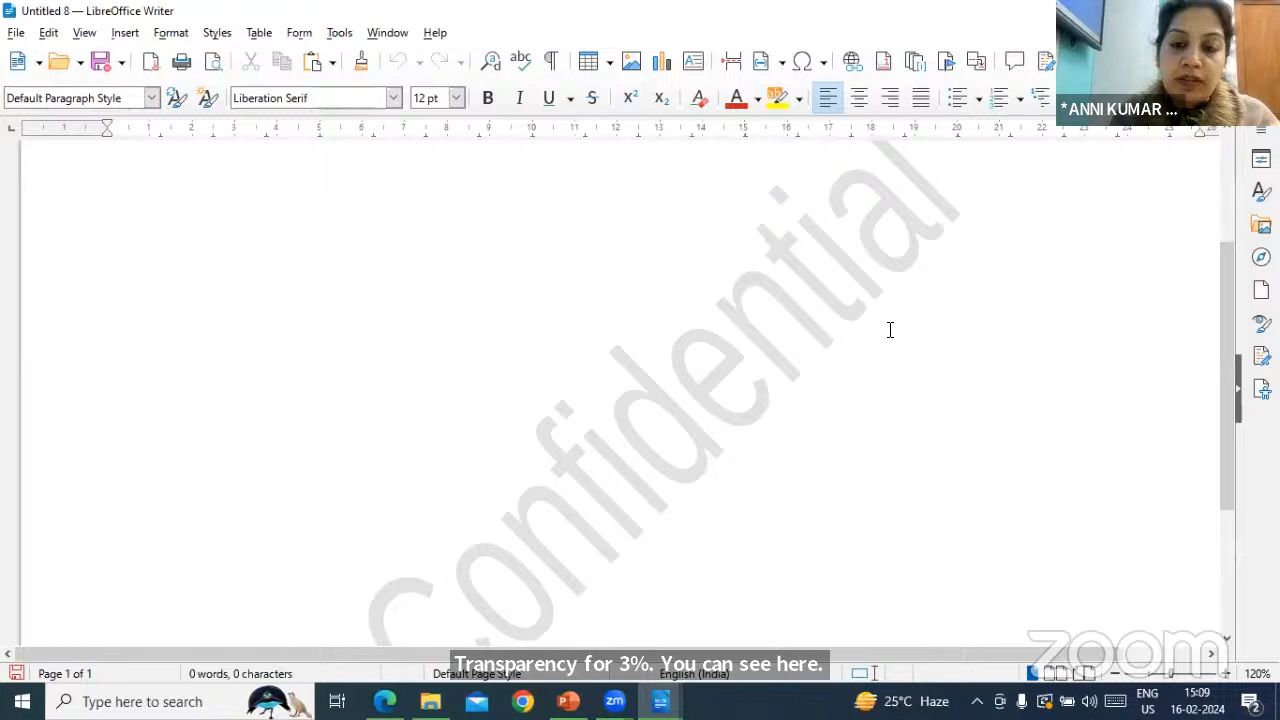 Untitled 8 — LibreOffice Writer
File Edit View Insert Format Styles Table Form Tools Window Help
Default Paragraph Style Liberation Serif 12 pt
*ANNI KUMAR ...
Confidential
Transparency for 3%. You can see here.
zoom
Page 1 of 1 0 words, 0 characters Default Page Style English (India) 120%
Type here to search 25°C Haze ENG US 15:09 16-02-2024